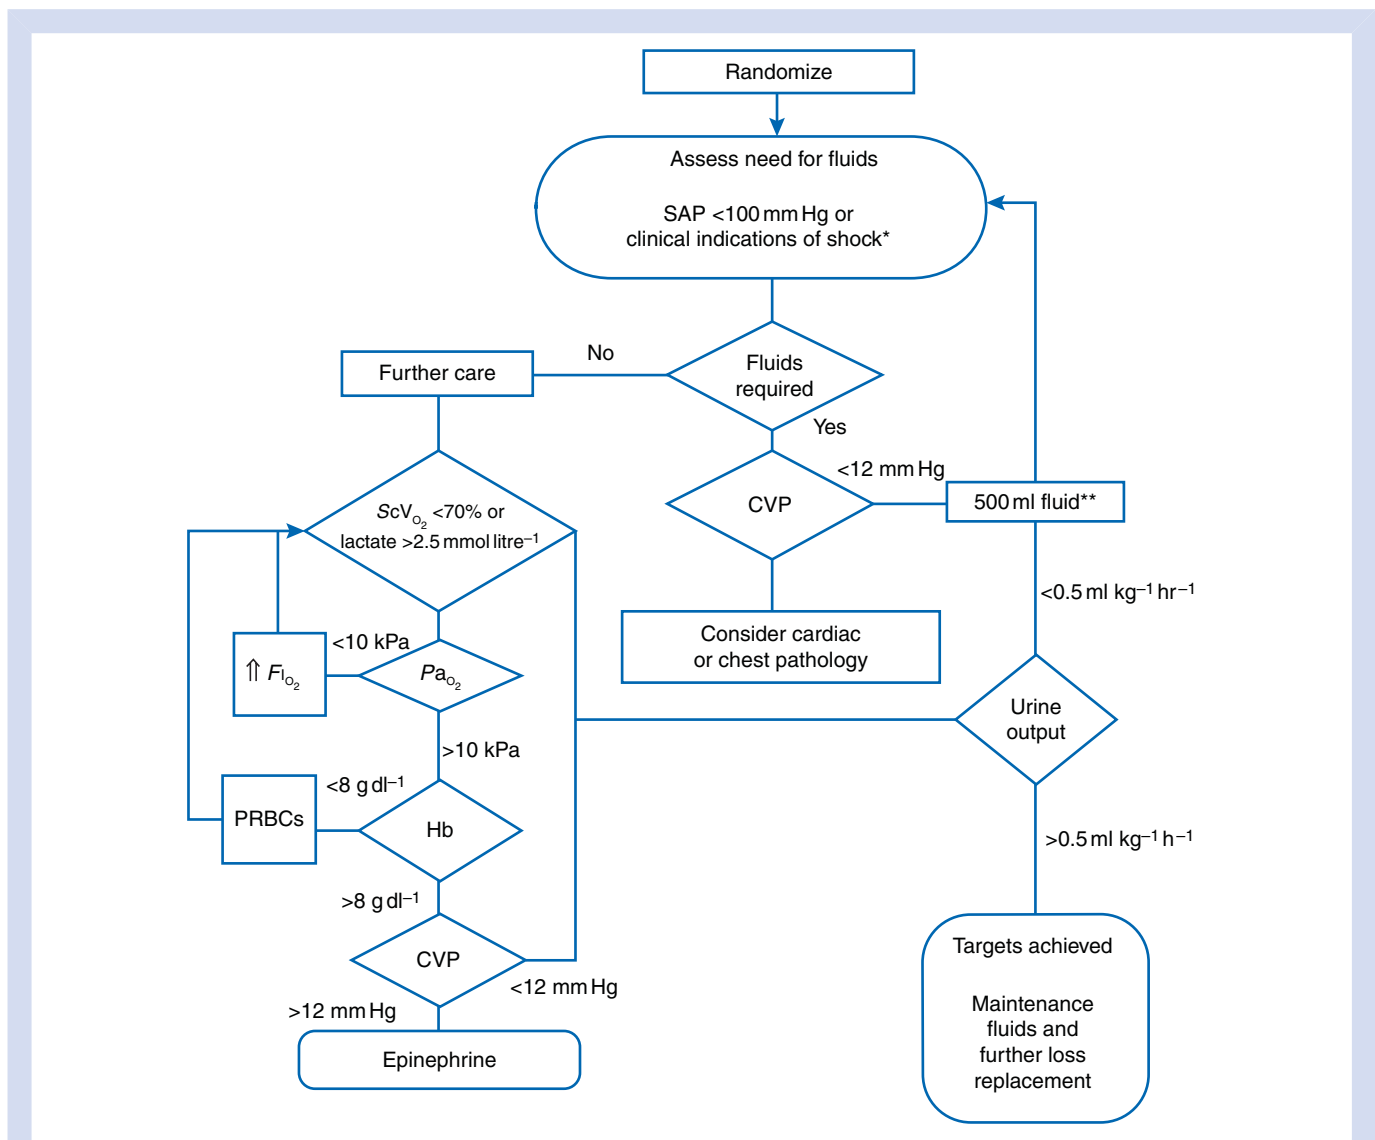 Randomize
Assess need for fluids
SAP <100 mm Hg or
clinical indications of shock*
No
Further care
Fluids
required
Yes
<12 mm Hg
CVP
500 ml fluid**
ScV_O₂ <70% or
lactate >2.5 mmol litre⁻¹
<0.5 ml kg⁻¹ hr⁻¹
Consider cardiac
or chest pathology
<10 kPa
⇑ FI_O₂
Pa_O₂
Urine
output
>10 kPa
<8 g dl⁻¹
PRBCs
Hb
>0.5 ml kg⁻¹ h⁻¹
>8 g dl⁻¹
CVP
<12 mm Hg
>12 mm Hg
Epinephrine
Targets achieved
Maintenance
fluids and
further loss
replacement